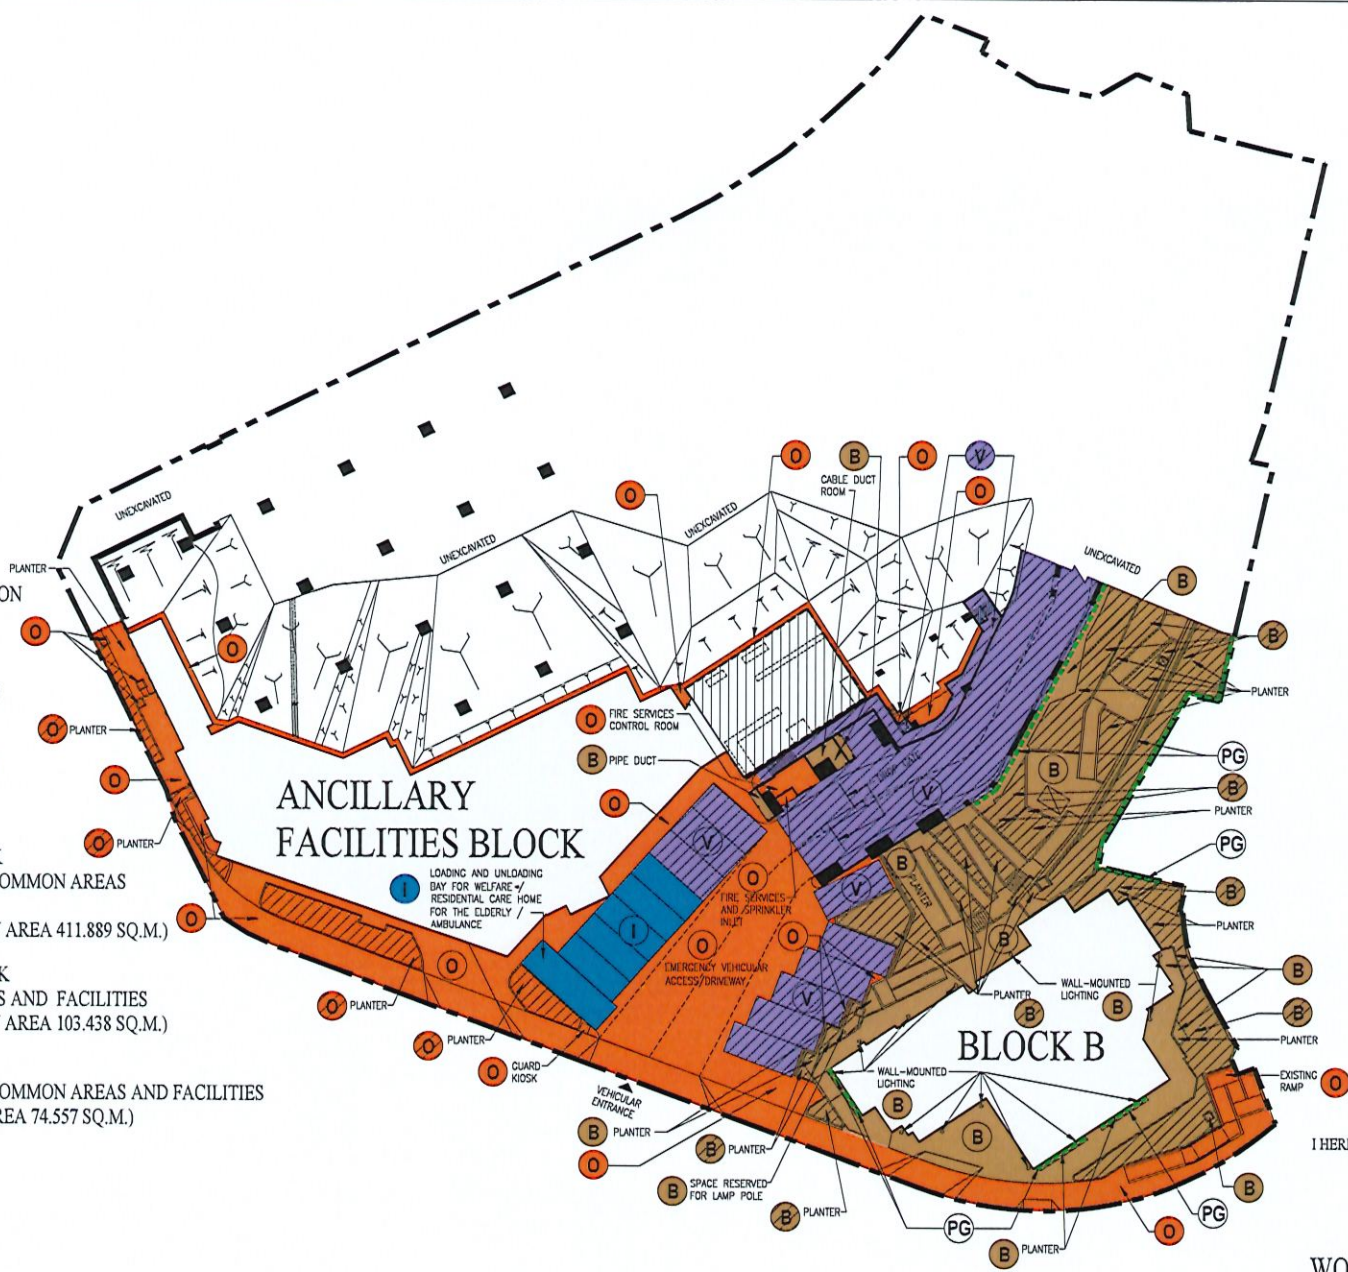 UNEXCAVATED
O
B
O
V
CABLE DUCT
ROOM
O
O
UNEXCAVATED
UNEXCAVATED
UNEXCAVATED
PLANTER
ON
B
O
O
B
PLANTER
O
FIRE SERVICES
CONTROL ROOM
O
PLANTER
PG
B
PIPE DUCT
B
O
B
PLANTER
ANCILLARY
FACILITIES BLOCK
O
V
V
O
PLANTER
PG
K
COMMON AREAS
AREA 411.889 SQ.M.)
I
LOADING AND UNLOADING
BAY FOR WELFARE /
RESIDENTIAL CARE HOME
FOR THE ELDERLY /
AMBULANCE
O
V
B
PLANTER
B
PLANTER
O
FIRE SERVICES
AND SPRINKLER
INLET
I
O
O
B
K
S AND FACILITIES
AREA 103.438 SQ.M.)
O
EMERGENCY VEHICULAR
ACCESS/DRIVEWAY
B
O
PLANTER
V
PLANTER
B
WALL-MOUNTED
LIGHTING
B
B
PLANTER
O
PLANTER
BLOCK B
O
GUARD
KIOSK
VEHICULAR
ENTRANCE
WALL-MOUNTED
LIGHTING
B
EXISTING
RAMP
O
COMMON AREAS AND FACILITIES
AREA 74.557 SQ.M.)
B
PLANTER
B
I HERE
O
B
PLANTER
B
SPACE RESERVED
FOR LAMP POLE
B
B
PLANTER
PG
PG
O
B
PLANTER
WO